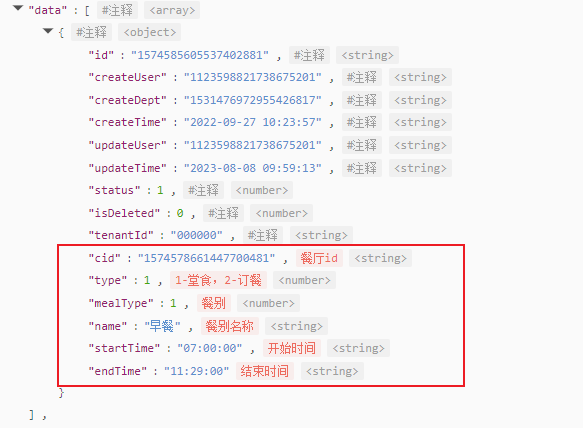 "data" : [ #注释 <array>
{ #注释 <object>
"id" : "1574585605537402881" , #注释 <string>
"createUser" : "1123598821738675201" , #注释 <string>
"createDept" : "1531476972955426817" , #注释 <string>
"createTime" : "2022-09-27 10:23:57" , #注释 <string>
"updateUser" : "1123598821738675201" , #注释 <string>
"updateTime" : "2023-08-08 09:59:13" , #注释 <string>
"status" : 1 , #注释 <number>
"isDeleted" : 0 , #注释 <number>
"tenantId" : "000000" , #注释 <string>
"cid" : "1574578661447700481" , 餐厅id <string>
"type" : 1 , 1-堂食，2-订餐 <number>
"mealType" : 1 , 餐别 <number>
"name" : "早餐" , 餐别名称 <string>
"startTime" : "07:00:00" , 开始时间 <string>
"endTime" : "11:29:00" 结束时间 <string>
}
] ,